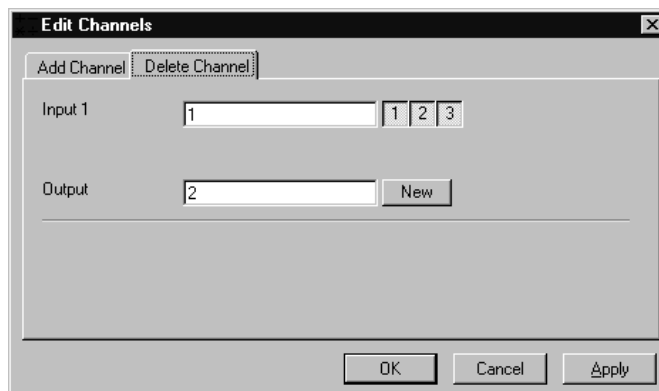 Edit Channels
Add Channel Delete Channel
Input 1 1 1 2 3
Output 2 New
OK Cancel Apply